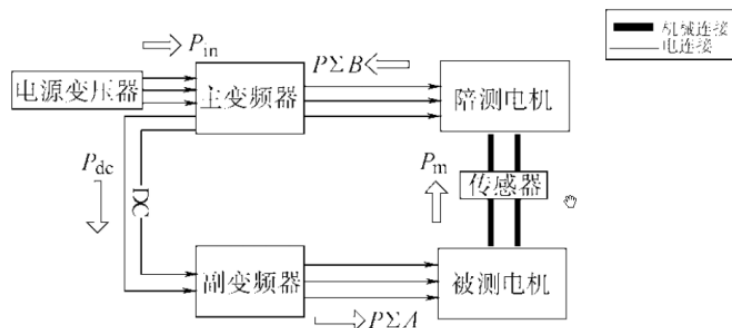 机械连接
电连接
P_in
PΣB
电源变压器
主变频器
陪测电机
P_dc
DC
P_m
传感器
副变频器
被测电机
PΣA